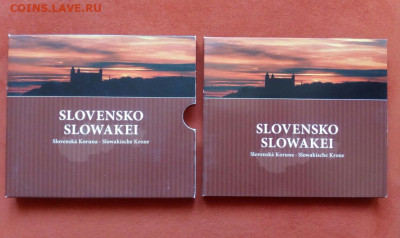 COINS.LAVE.RU
SLOVENSKO
SLOWAKEI
Slovenská Koruna - Slowakische Krone
SLOVENSKO
SLOWAKEI
Slovenská Koruna - Slowakische Krone